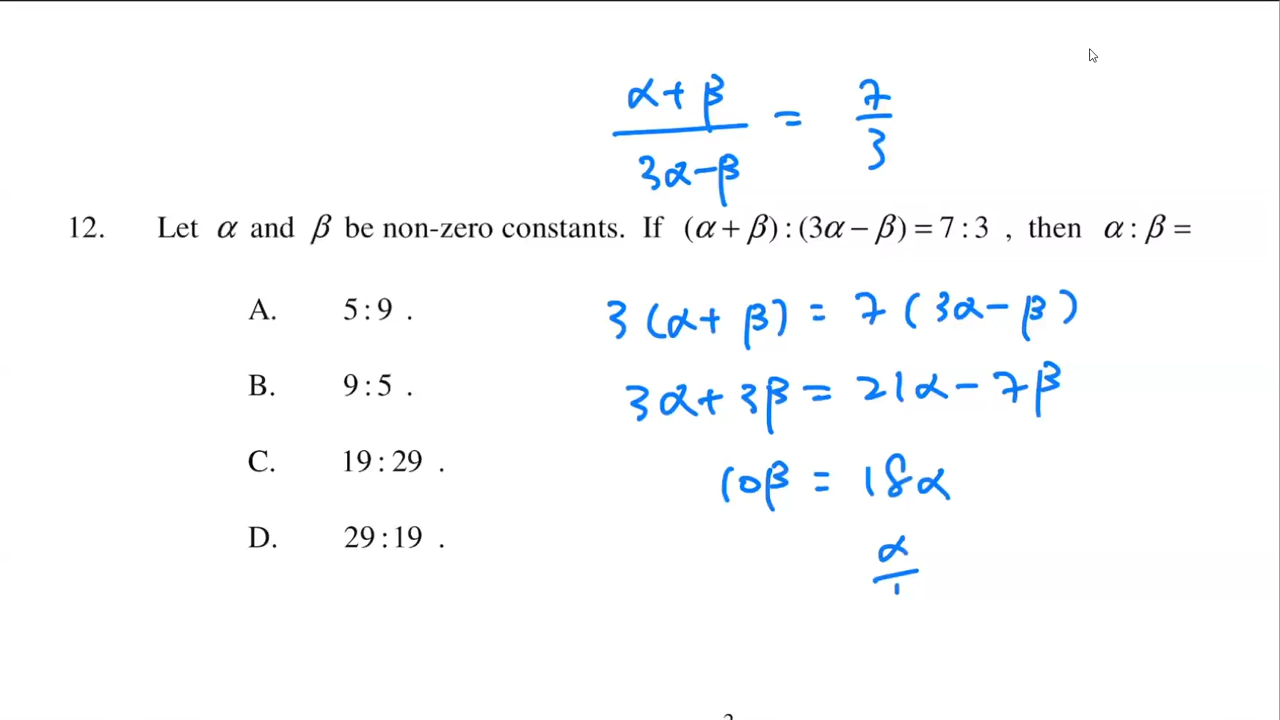 α + β / 3α - β = 7 / 3
12. Let α and β be non-zero constants. If (α + β) : (3α − β) = 7 : 3 , then α : β =
A. 5 : 9 .
3 (α + β) = 7 (3α - β)
B. 9 : 5 .
3α + 3β = 21α - 7β
C. 19 : 29 .
10β = 18α
D. 29 : 19 .
α